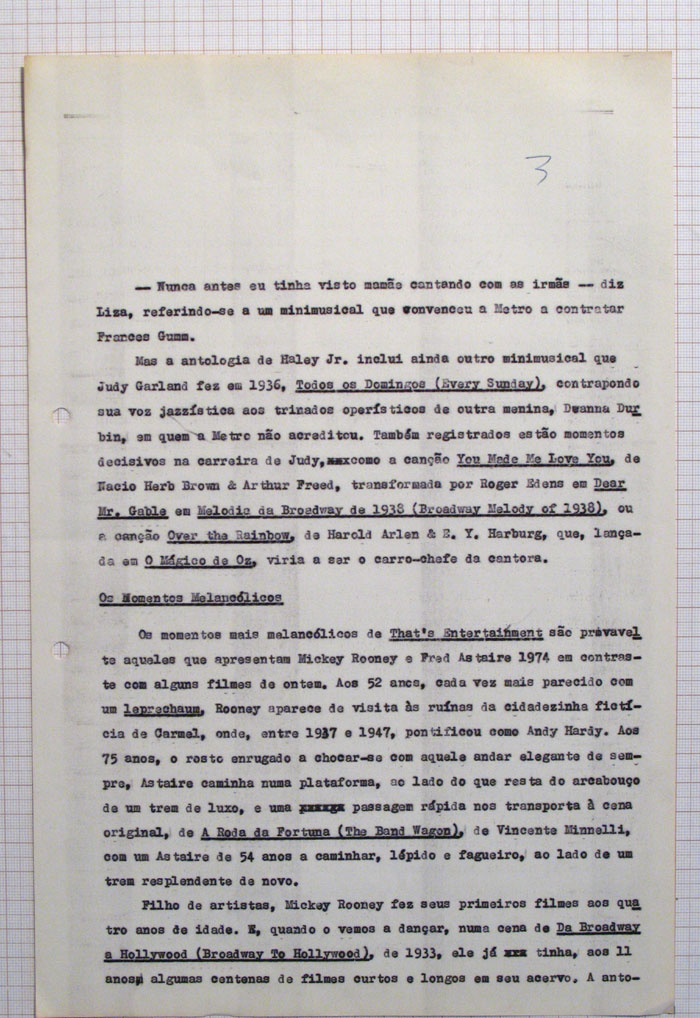 3
— Nunca antes eu tinha visto mamãe cantando com as irmãs — diz
Liza, referindo-se a um minimusical que convenceu a Metro a contratar
Frances Gumm.
Mas a antologia de Haley Jr. inclui ainda outro minimusical que
Judy Garland fez em 1936, Todos os Domingos (Every Sunday), contrapondo
sua voz jazzística aos trinados operísticos de outra menina, Deanna Dur
bin, em quem a Metro não acreditou. Também registrados estão momentos
decisivos na carreira de Judy, xxxcomo a canção You Made Me Love You, de
Nacio Herb Brown & Arthur Freed, transformada por Roger Edens em Dear
Mr. Gable em Melodia da Broadway de 1938 (Broadway Melody of 1938), ou
a canção Over the Rainbow, de Harold Arlen & E. Y. Harburg, que, lança-
da em O Mágico de Oz, viria a ser o carro-chefe da cantora.
Os Momentos Melancólicos
Os momentos mais melancólicos de That's Entertainment são provavel
te aqueles que apresentam Mickey Rooney e Fred Astaire 1974 em contras-
te com alguns filmes de ontem. Aos 52 anos, cada vez mais parecido com
um leprechaum, Rooney aparece de visita às ruínas da cidadezinha fictí-
cia de Carmel, onde, entre 1937 e 1947, pontificou como Andy Hardy. Aos
75 anos, o rosto enrugado a chocar-se com aquele andar elegante de sem-
pre, Astaire caminha numa plataforma, ao lado do que resta do arcabouço
de um trem de luxo, e uma xxxxxx passagem rápida nos transporta à cena
original, de A Roda da Fortuna (The Band Wagon), de Vincente Minnelli,
com um Astaire de 54 anos a caminhar, lépido e fagueiro, ao lado de um
trem resplendente de novo.
Filho de artistas, Mickey Rooney fez seus primeiros filmes aos qua
tro anos de idade. E, quando o vemos a dançar, numa cena de Da Broadway
a Hollywood (Broadway To Hollywood), de 1933, ele já xxx tinha, aos 11
anos, algumas centenas de filmes curtos e longos em seu acervo. A anto-